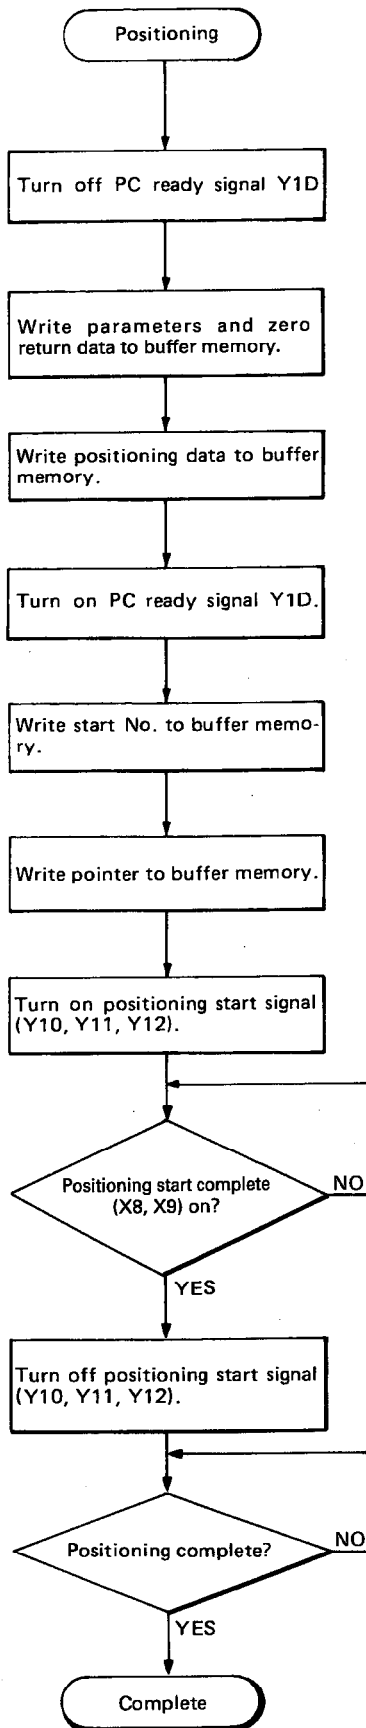 Positioning
Turn off PC ready signal Y1D
Write parameters and zero
return data to buffer memory.
Write positioning data to buffer
memory.
Turn on PC ready signal Y1D.
Write start No. to buffer memo-
ry.
Write pointer to buffer memory.
Turn on positioning start signal
(Y10, Y11, Y12).
Positioning start complete
(X8, X9) on?
NO
YES
Turn off positioning start signal
(Y10, Y11, Y12).
Positioning complete?
NO
YES
Complete